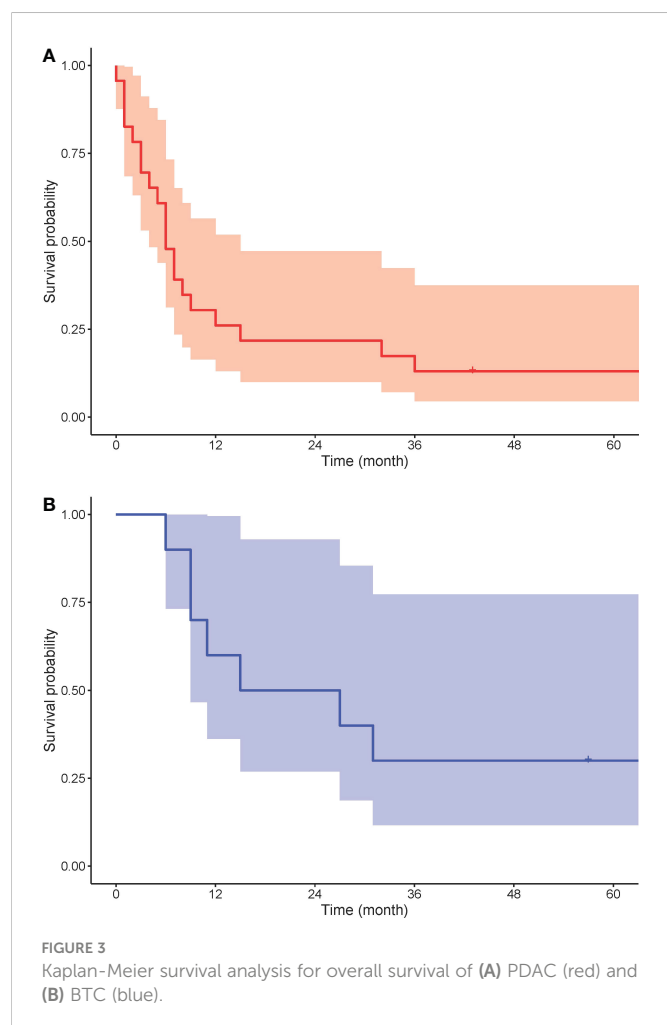 A
1.00
0.75
0.50
0.25
0.00
Survival probability
0 12 24 36 48 60
Time (month)
B
1.00
0.75
0.50
0.25
0.00
Survival probability
0 12 24 36 48 60
Time (month)
FIGURE 3
Kaplan-Meier survival analysis for overall survival of (A) PDAC (red) and
(B) BTC (blue).